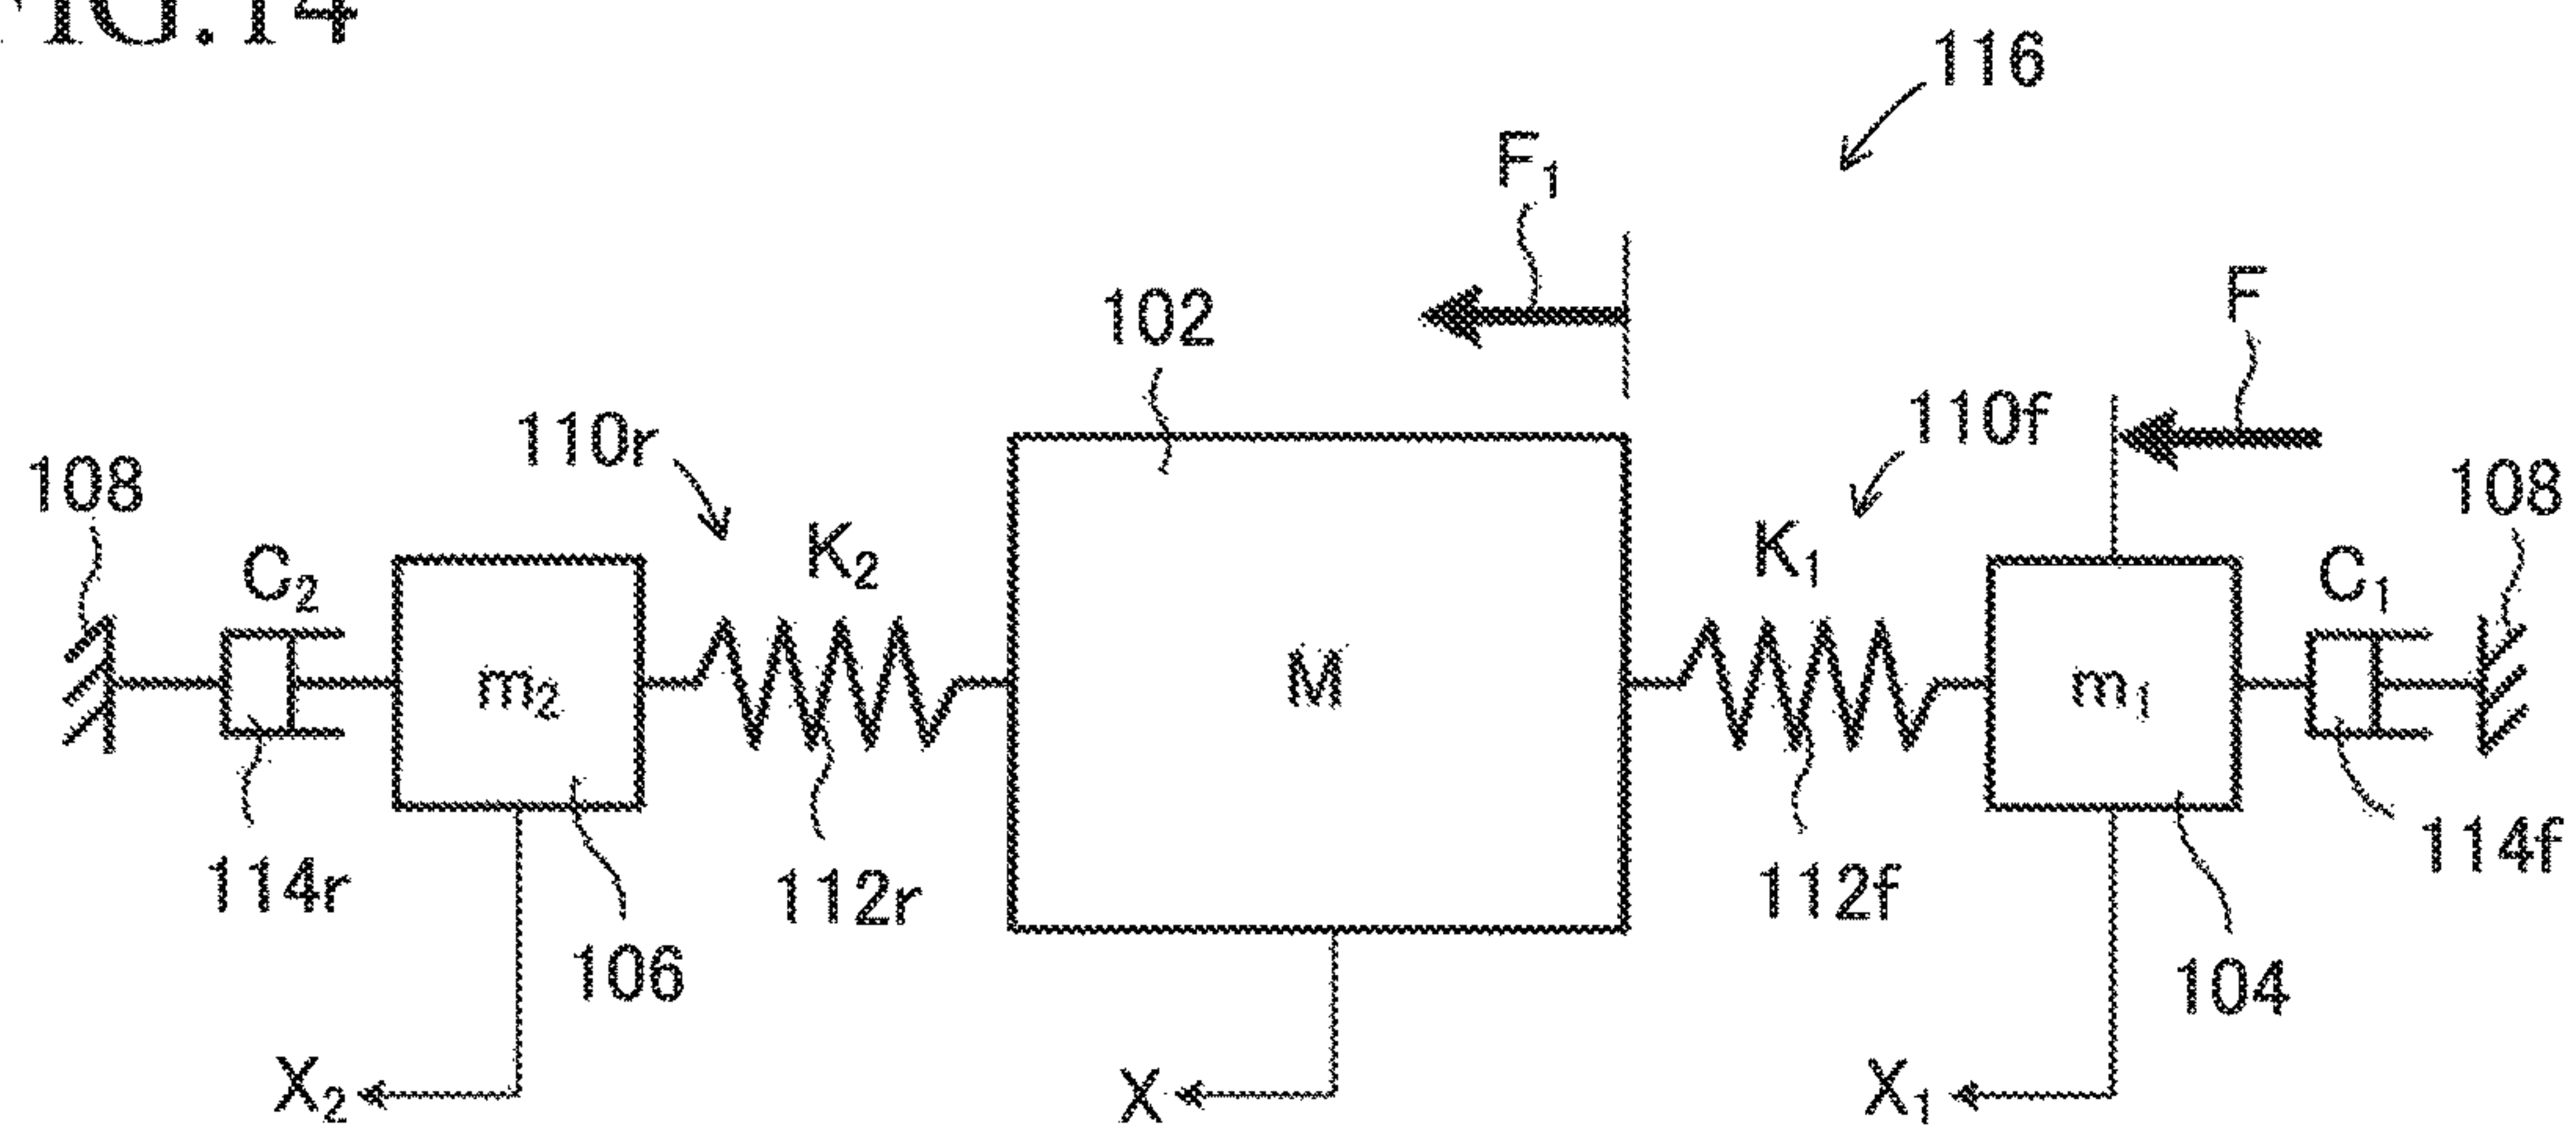 FIG.14
116
F₁
F
102
110r
110f
108
108
C₂
K₂
K₁
C₁
m₂
M
m₁
114r
112r
112f
114f
106
104
X₂
X
X₁